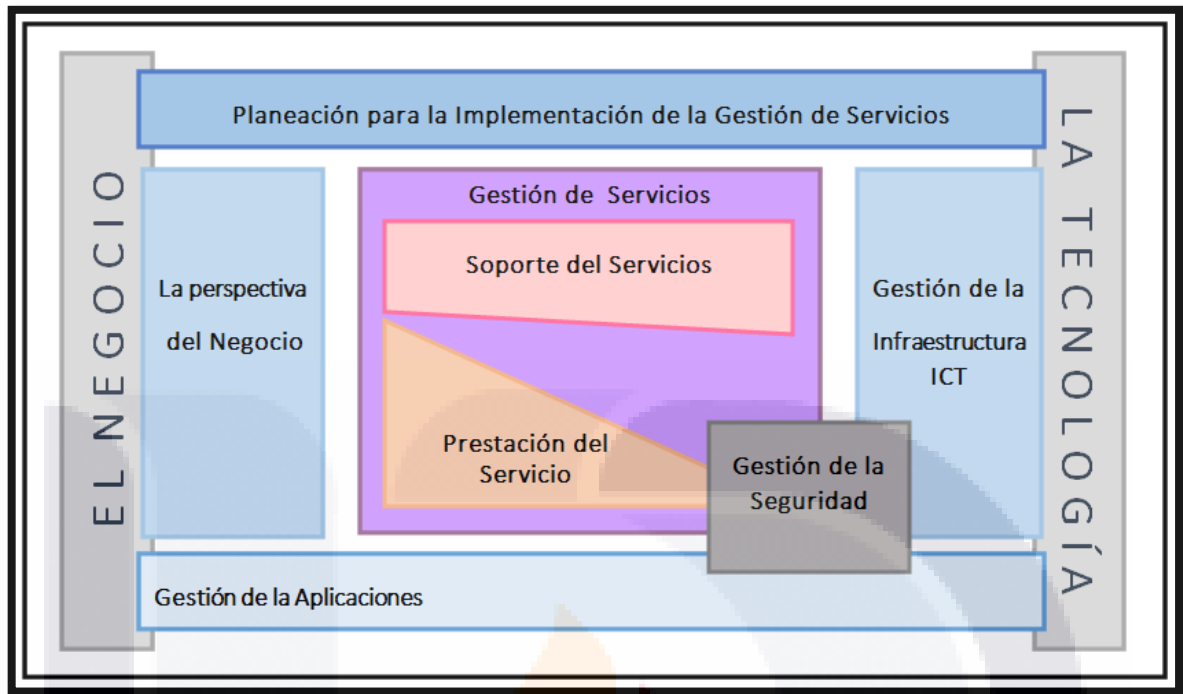 Planeación para la Implementación de la Gestión de Servicios
EL NEGOCIO
La perspectiva
del Negocio
Gestión de Servicios
Soporte del Servicios
Prestación del
Servicio
Gestión de la
Seguridad
Gestión de la
Infraestructura
ICT
LA TECNOLOGÍA
Gestión de la Aplicaciones